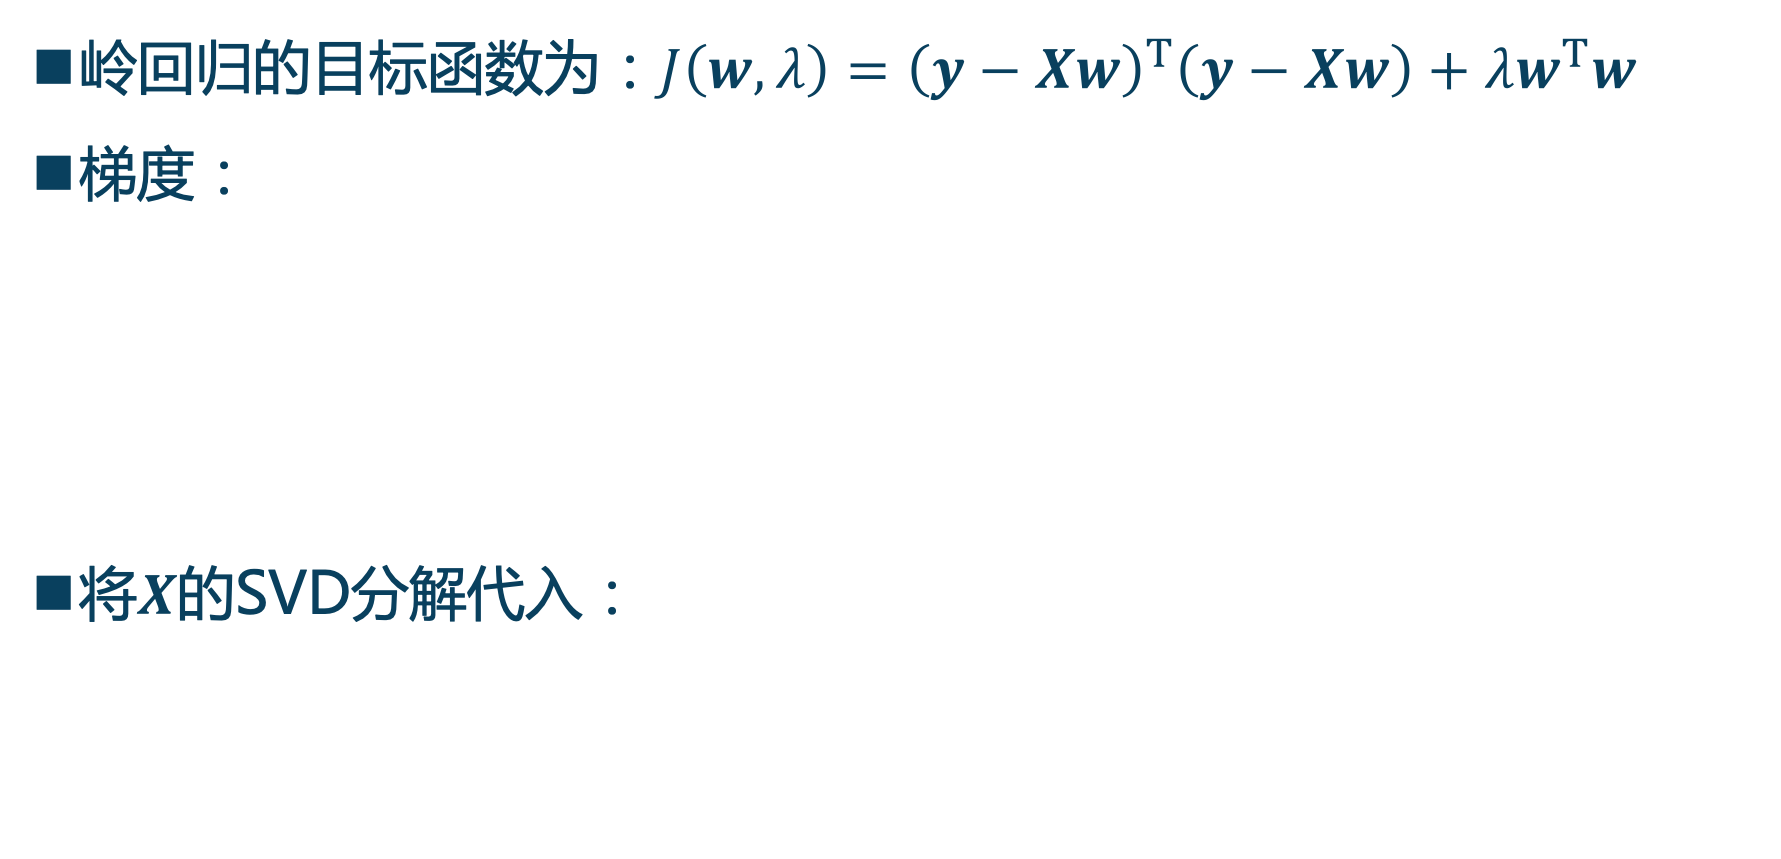 ■岭回归的目标函数为：J(w, λ) = (y − Xw)ᵀ(y − Xw) + λwᵀw
■梯度：
■将X的SVD分解代入：